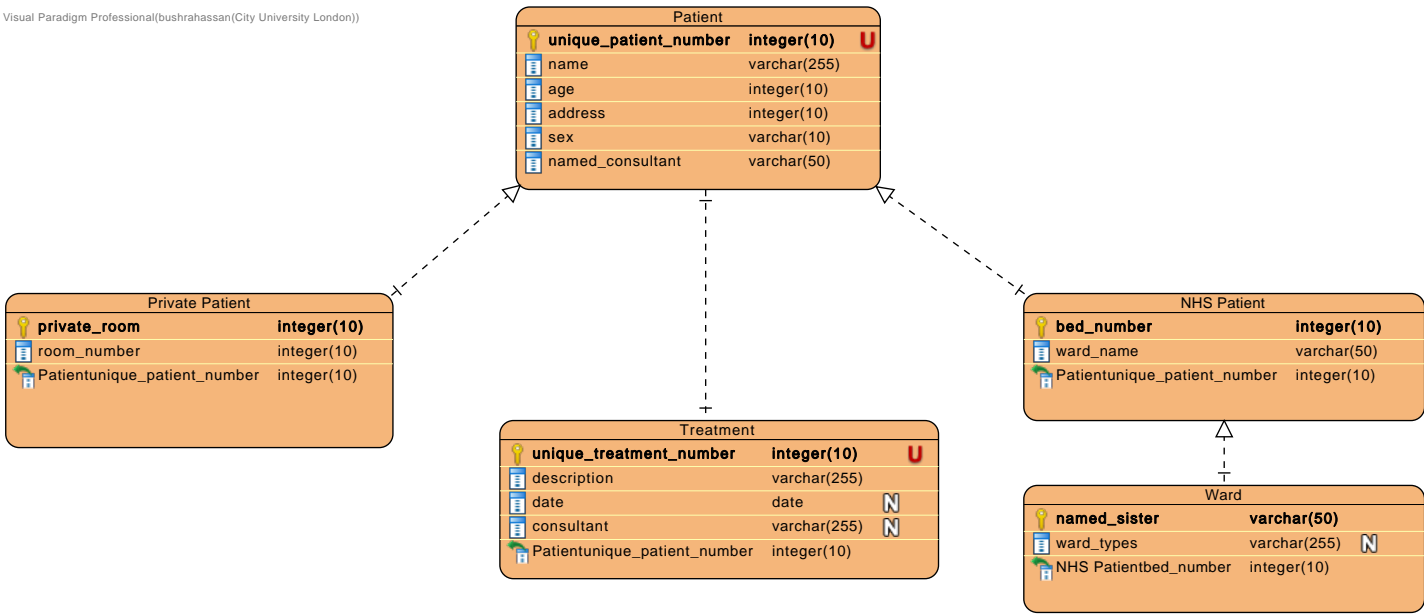 Visual Paradigm Professional(bushrahassan(City University London))
Patient
unique_patient_number integer(10) U
name varchar(255)
age integer(10)
address integer(10)
sex varchar(10)
named_consultant varchar(50)
Private Patient
private_room integer(10)
room_number integer(10)
Patientunique_patient_number integer(10)
NHS Patient
bed_number integer(10)
ward_name varchar(50)
Patientunique_patient_number integer(10)
Treatment
unique_treatment_number integer(10) U
description varchar(255)
date date N
consultant varchar(255) N
Patientunique_patient_number integer(10)
Ward
named_sister varchar(50)
ward_types varchar(255) N
NHS Patientbed_number integer(10)